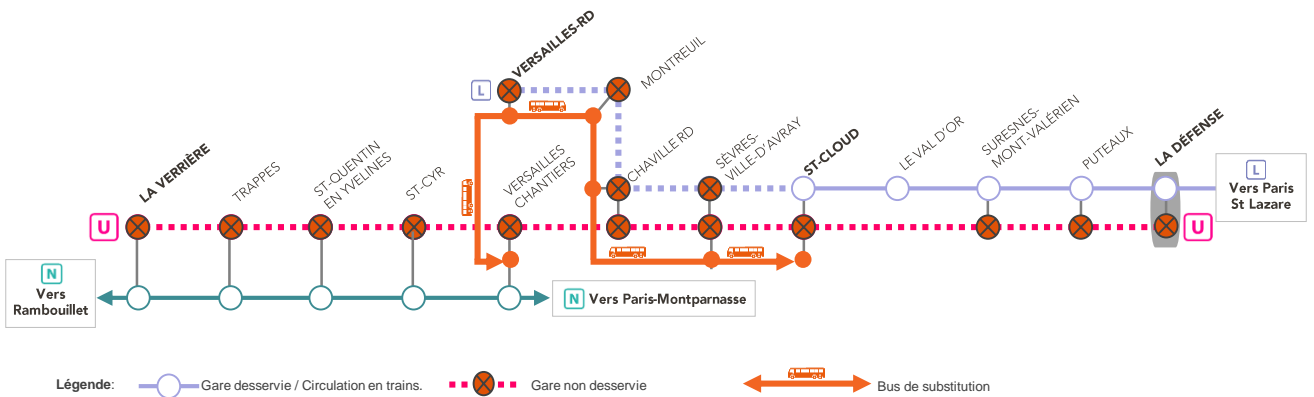 VERSAILLES-RD
MONTREUIL
L
LA VERRIÈRE
TRAPPES
ST-QUENTIN
EN YVELINES
ST-CYR
VERSAILLES
CHANTIERS
CHAVILLE RD
SÈVRES-
VILLE-D'AVRAY
ST-CLOUD
LE VAL D'OR
SURESNES-
MONT-VALÉRIEN
PUTEAUX
LA DÉFENSE
L
Vers Paris
St Lazare
U
U
N
Vers
Rambouillet
N Vers Paris-Montparnasse
Légende:
Gare desservie / Circulation en trains.
Gare non desservie
Bus de substitution